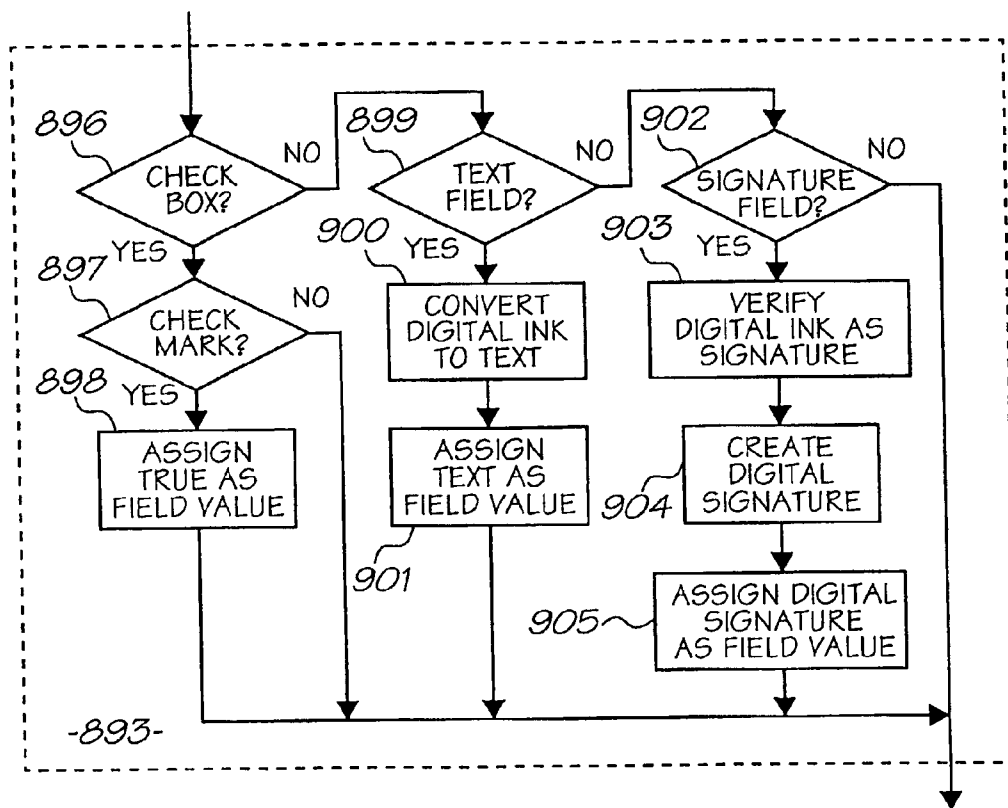 896
CHECK
BOX?
NO
YES
897
CHECK
MARK?
NO
YES
898
ASSIGN
TRUE AS
FIELD VALUE
899
TEXT
FIELD?
NO
YES
900
CONVERT
DIGITAL INK
TO TEXT
ASSIGN
TEXT AS
FIELD VALUE
901
902
SIGNATURE
FIELD?
NO
YES
903
VERIFY
DIGITAL INK AS
SIGNATURE
CREATE
DIGITAL
SIGNATURE
904
ASSIGN DIGITAL
SIGNATURE
AS FIELD VALUE
905
-893-